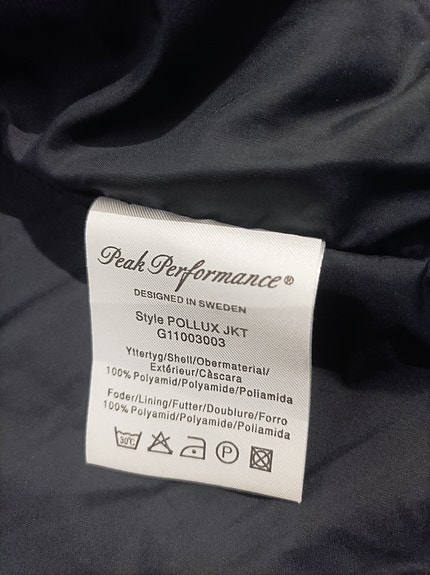 Peak Performance®
DESIGNED IN SWEDEN
Style POLLUX JKT
G11003003
Yttertyg/Shell/Obermaterial/
Extérieur/Càscara
100% Polyamid/Polyamide/Poliamida
Foder/Lining/Futter/Doublure/Forro
100% Polyamid/Polyamide/Poliamida
30°C
P